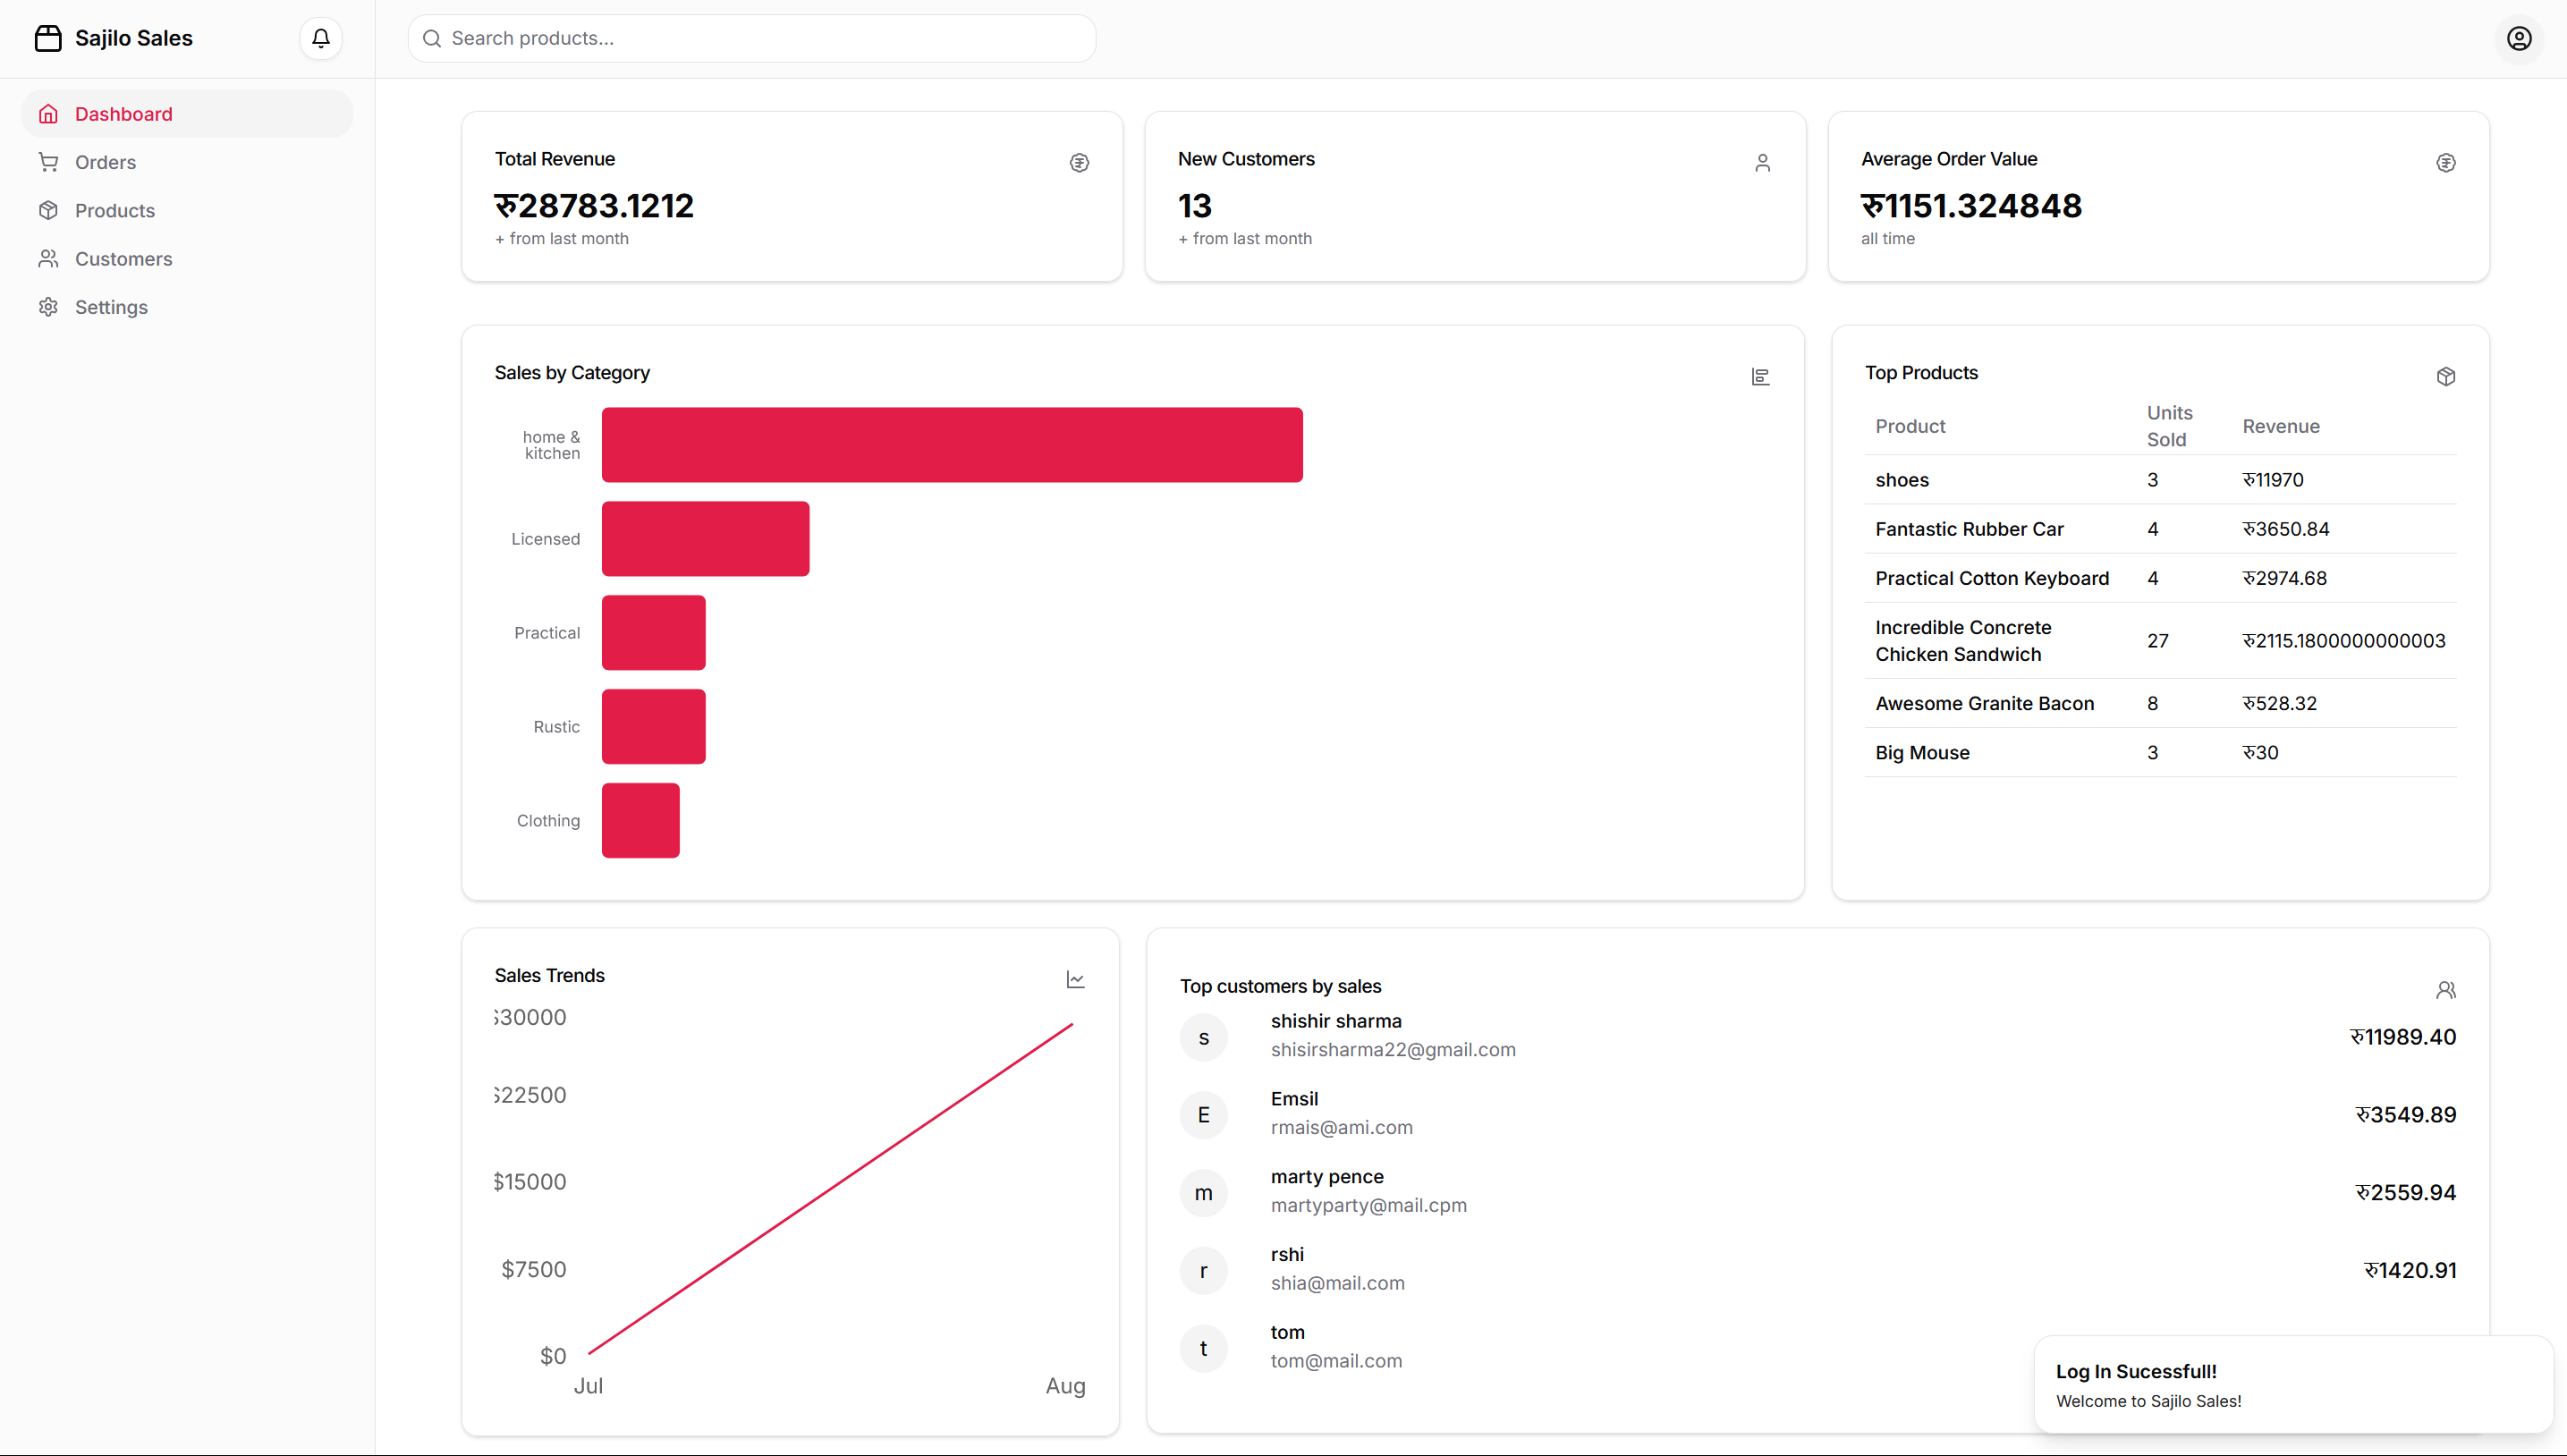 Sajilo Sales
Search products...
Dashboard
Orders
Products
Customers
Settings
Total Revenue
रु28783.1212
+ from last month
New Customers
13
+ from last month
Average Order Value
रु1151.324848
all time
Sales by Category
home &
kitchen
Licensed
Practical
Rustic
Clothing
Top Products
Product Units Sold Revenue
shoes 3 रु11970
Fantastic Rubber Car 4 रु3650.84
Practical Cotton Keyboard 4 रु2974.68
Incredible Concrete
Chicken Sandwich 27 रु2115.1800000000003
Awesome Granite Bacon 8 रु528.32
Big Mouse 3 रु30
Sales Trends
$30000
$22500
$15000
$7500
$0
Jul Aug
Top customers by sales
s
shishir sharma
shisirsharma22@gmail.com
रु11989.40
E
Emsil
rmais@ami.com
रु3549.89
m
marty pence
martyparty@mail.cpm
रु2559.94
r
rshi
shia@mail.com
रु1420.91
t
tom
tom@mail.com
Log In Sucessfull!
Welcome to Sajilo Sales!